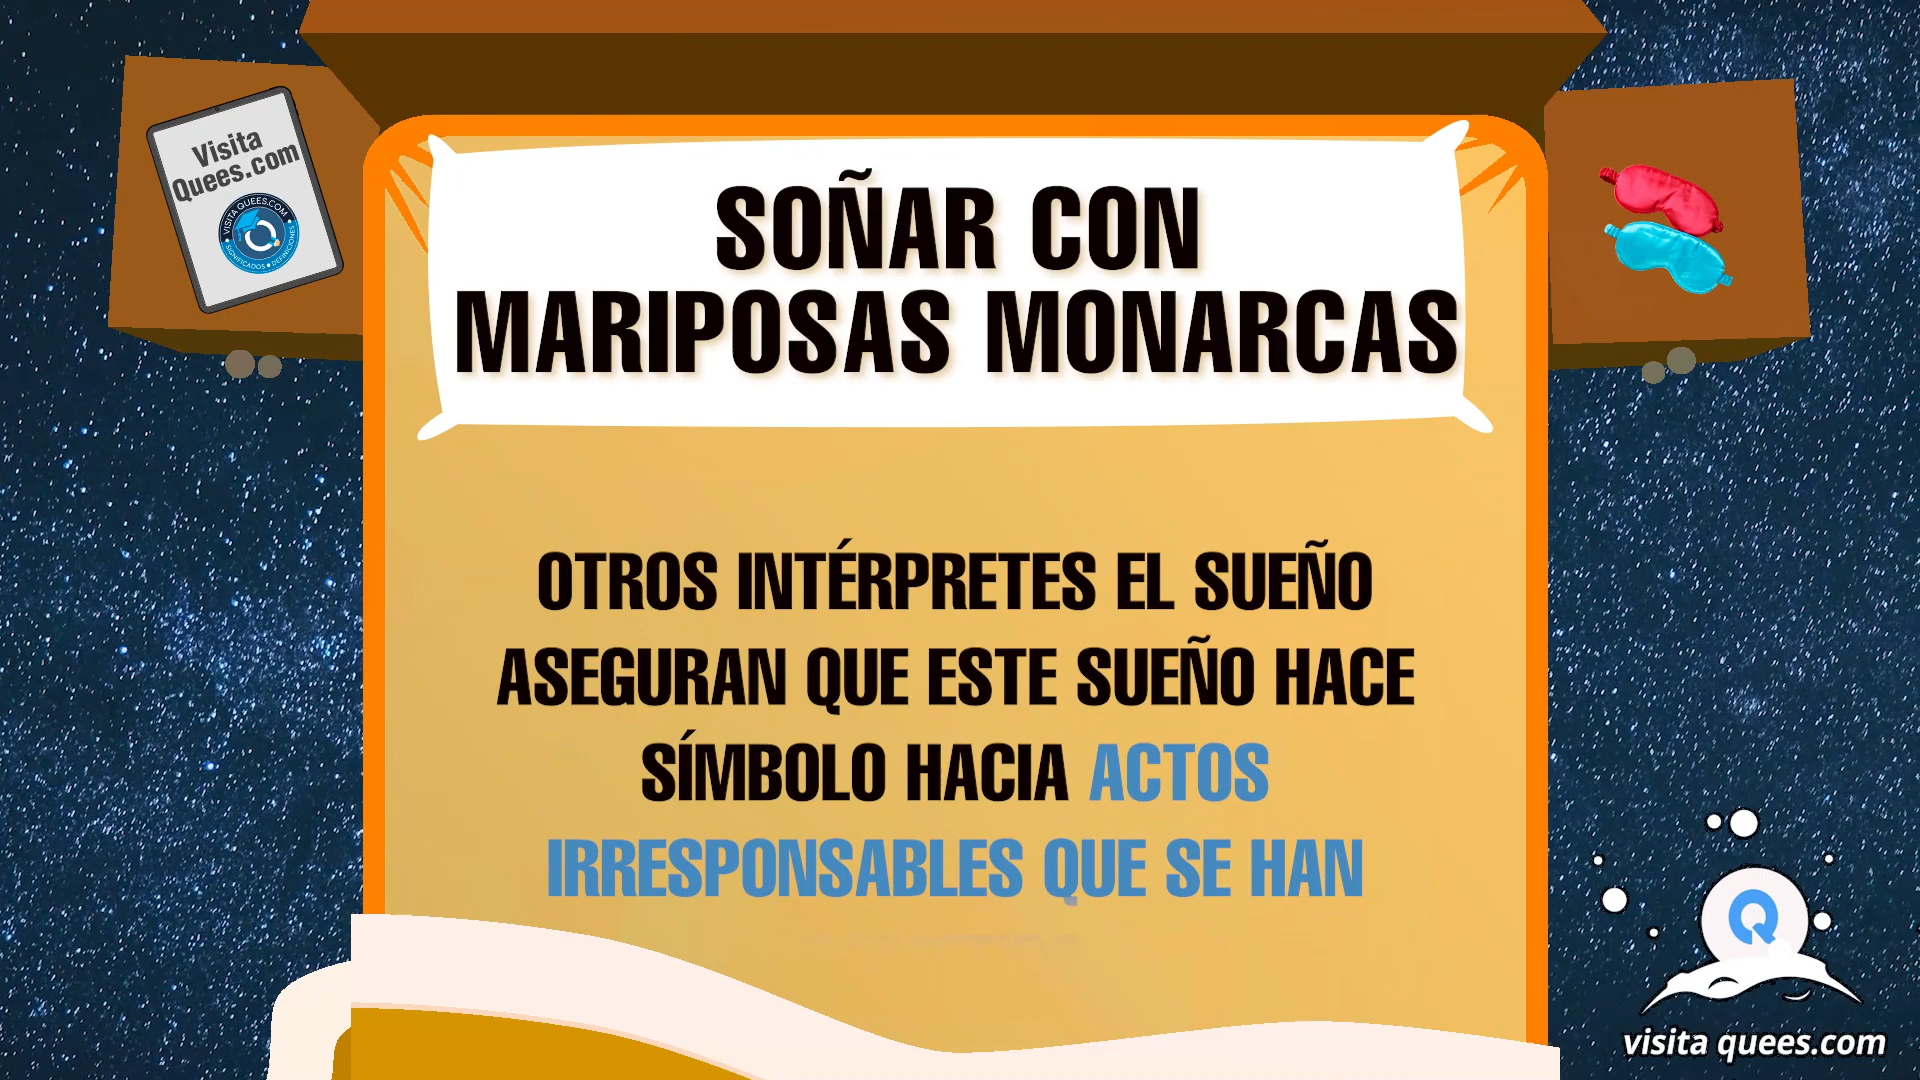 Visita
Quees.com
VISITA QUEES.COM
SIGNIFICADOS • DEFINICIONES
SOÑAR CON
MARIPOSAS MONARCAS
OTROS INTÉRPRETES EL SUEÑO
ASEGURAN QUE ESTE SUEÑO HACE
SÍMBOLO HACIA ACTOS
IRRESPONSABLES QUE SE HAN
Q
visita quees.com